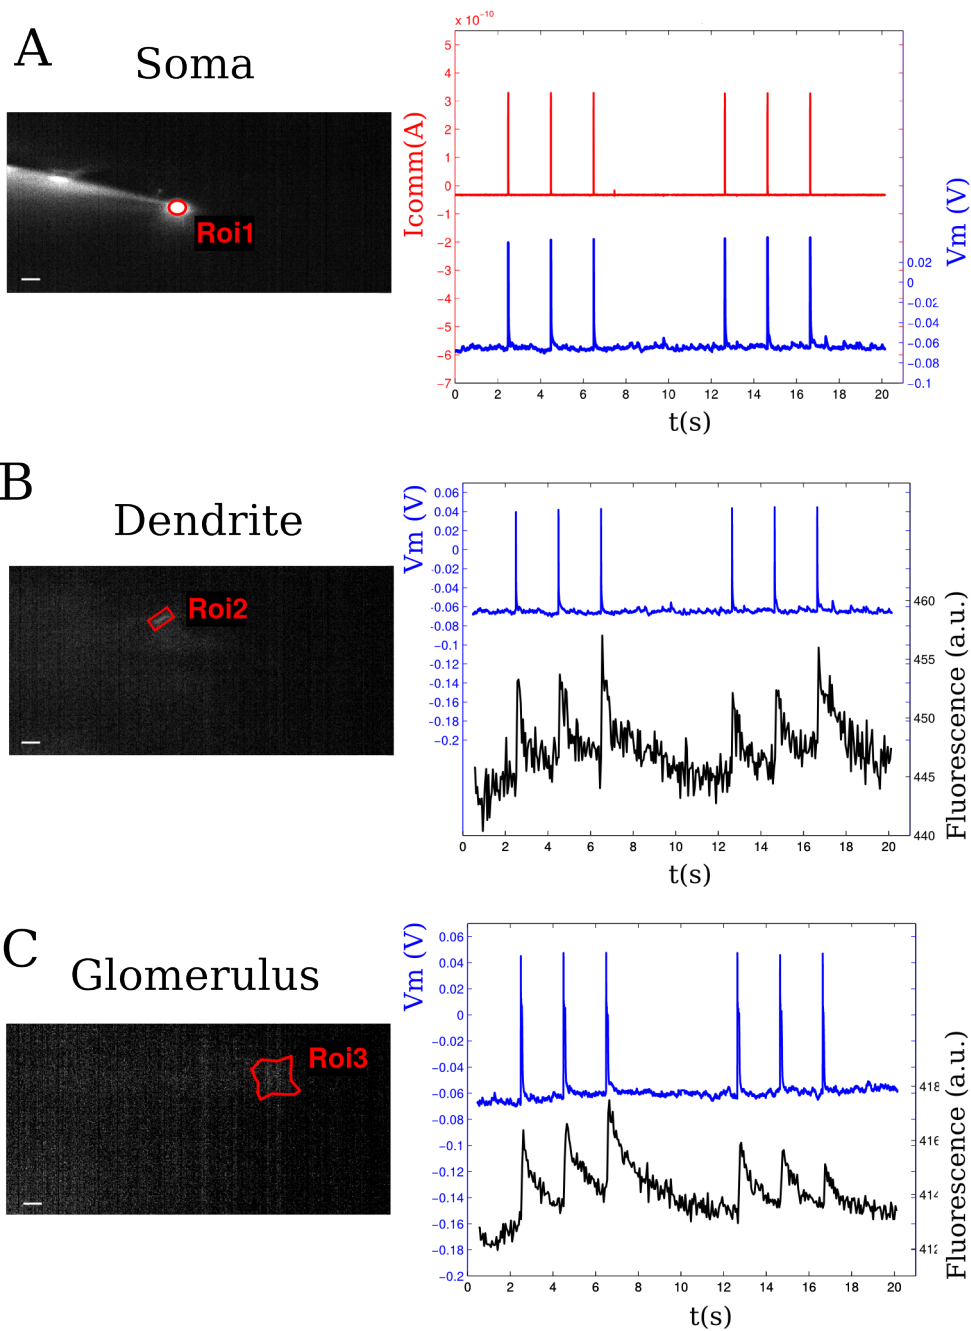 A
Soma
Roi1
x 10⁻¹⁰
5
4
3
2
1
0
−1
−2
−3
−4
−5
−6
−7
Icomm(A)
0.02
0
−0.02
−0.04
−0.06
−0.08
−0.1
Vm (V)
0 2 4 6 8 10 12 14 16 18 20
t(s)
B
Dendrite
Roi2
Vm (V)
0.06
0.04
0.02
0
-0.02
-0.04
-0.06
-0.08
-0.1
-0.12
-0.14
-0.16
-0.18
-0.2
460
455
450
445
440
Fluorescence (a.u.)
0 2 4 6 8 10 12 14 16 18 20
t(s)
C
Glomerulus
Roi3
Vm (V)
0.06
0.04
0.02
0
−0.02
−0.04
−0.06
−0.08
−0.1
−0.12
−0.14
−0.16
−0.18
−0.2
418
416
414
412
Fluorescence (a.u.)
0 2 4 6 8 10 12 14 16 18 20
t(s)